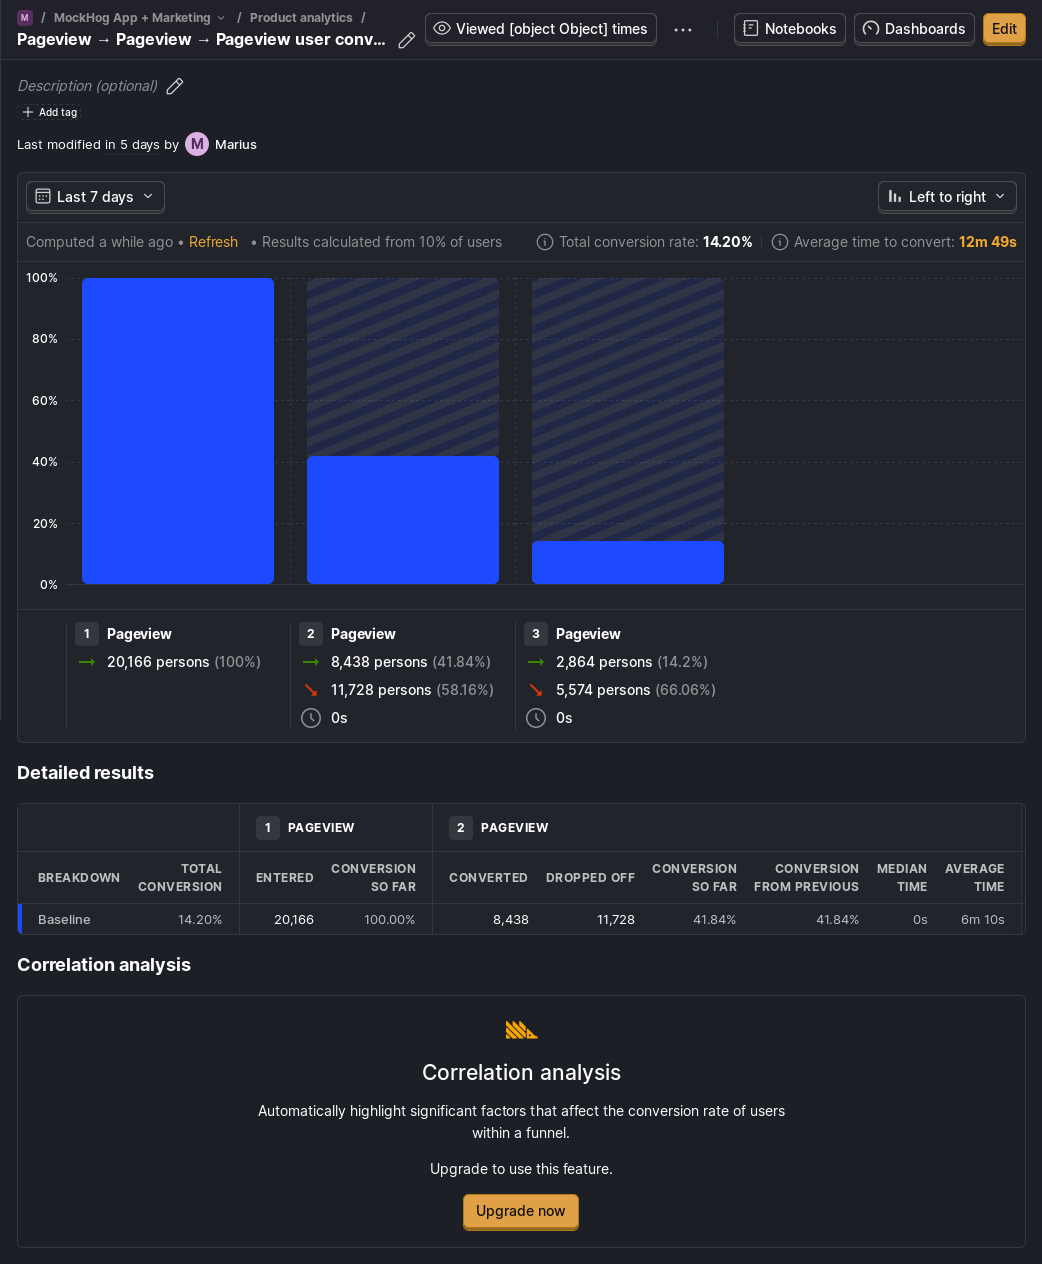 M / MockHog App + Marketing / Product analytics /
Pageview → Pageview → Pageview user conv...
Viewed [object Object] times
Notebooks
Dashboards
Edit
Description (optional)
Add tag
Last modified in 5 days by M Marius
Last 7 days
Left to right
Computed a while ago • Refresh • Results calculated from 10% of users
Total conversion rate: 14.20%
Average time to convert: 12m 49s
100%
80%
60%
40%
20%
0%
1 Pageview
20,166 persons (100%)
2 Pageview
8,438 persons (41.84%)
11,728 persons (58.16%)
0s
3 Pageview
2,864 persons (14.2%)
5,574 persons (66.06%)
0s
Detailed results
1 PAGEVIEW
2 PAGEVIEW
BREAKDOWN
TOTAL
CONVERSION
ENTERED
CONVERSION
SO FAR
CONVERTED
DROPPED OFF
CONVERSION
SO FAR
CONVERSION
FROM PREVIOUS
MEDIAN
TIME
AVERAGE
TIME
Baseline 14.20% 20,166 100.00% 8,438 11,728 41.84% 41.84% 0s 6m 10s
Correlation analysis
Correlation analysis
Automatically highlight significant factors that affect the conversion rate of users
within a funnel.
Upgrade to use this feature.
Upgrade now